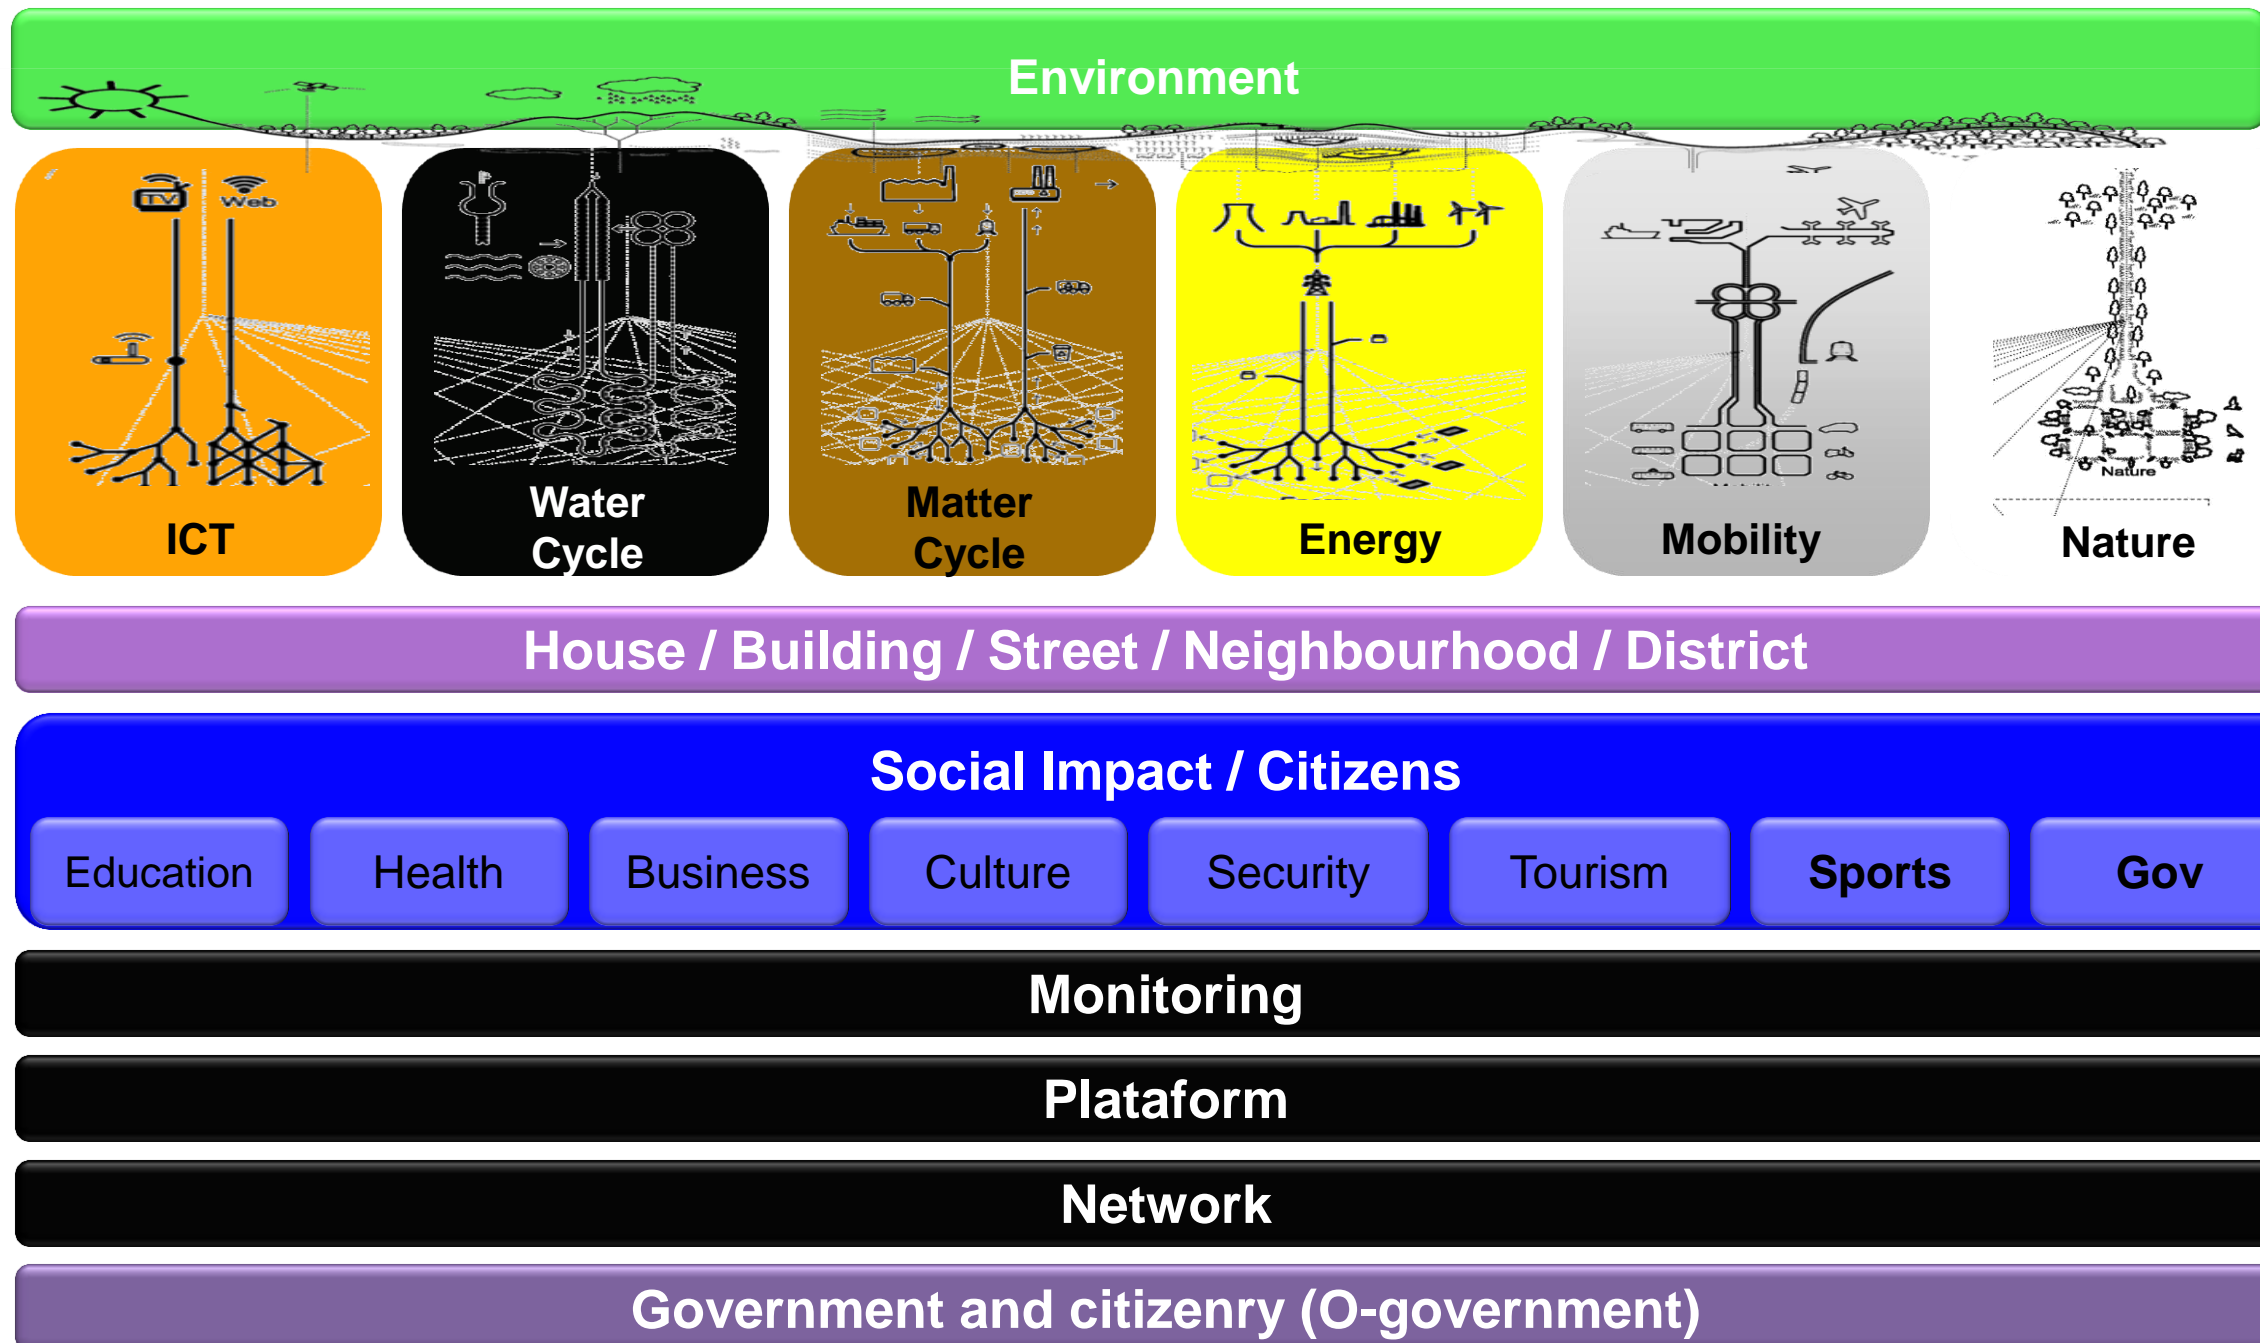 Environment
TV
Web
P
ICT
Water
Cycle
Matter
Cycle
Energy
Mobility
Nature
Nature
House / Building / Street / Neighbourhood / District
Social Impact / Citizens
Education
Health
Business
Culture
Security
Tourism
Sports
Gov
Monitoring
Plataform
Network
Government and citizenry (O-government)